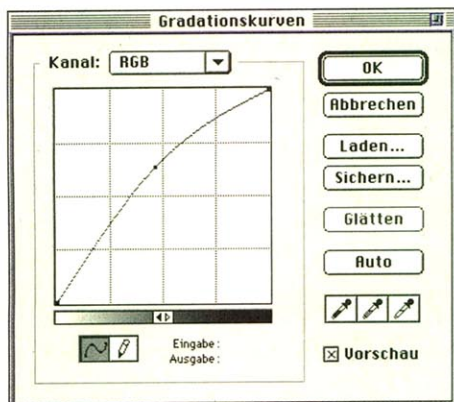 Gradationskurven
Kanal: RGB
OK
Abbrechen
Laden...
Sichern...
Glätten
Auto
Eingabe:
Ausgabe:
Vorschau